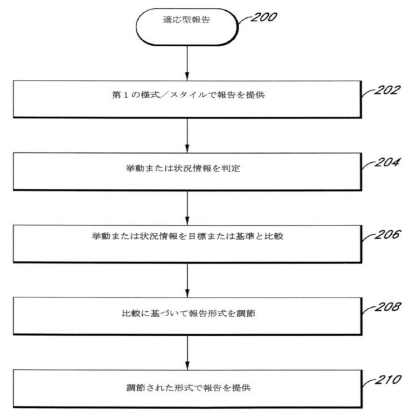 適応型報告
200
第1の様式/スタイルで報告を提供
202
挙動または状況情報を判定
204
挙動または状況情報を目標または基準と比較
206
比較に基づいて報告形式を調節
208
調節された形式で報告を提供
210